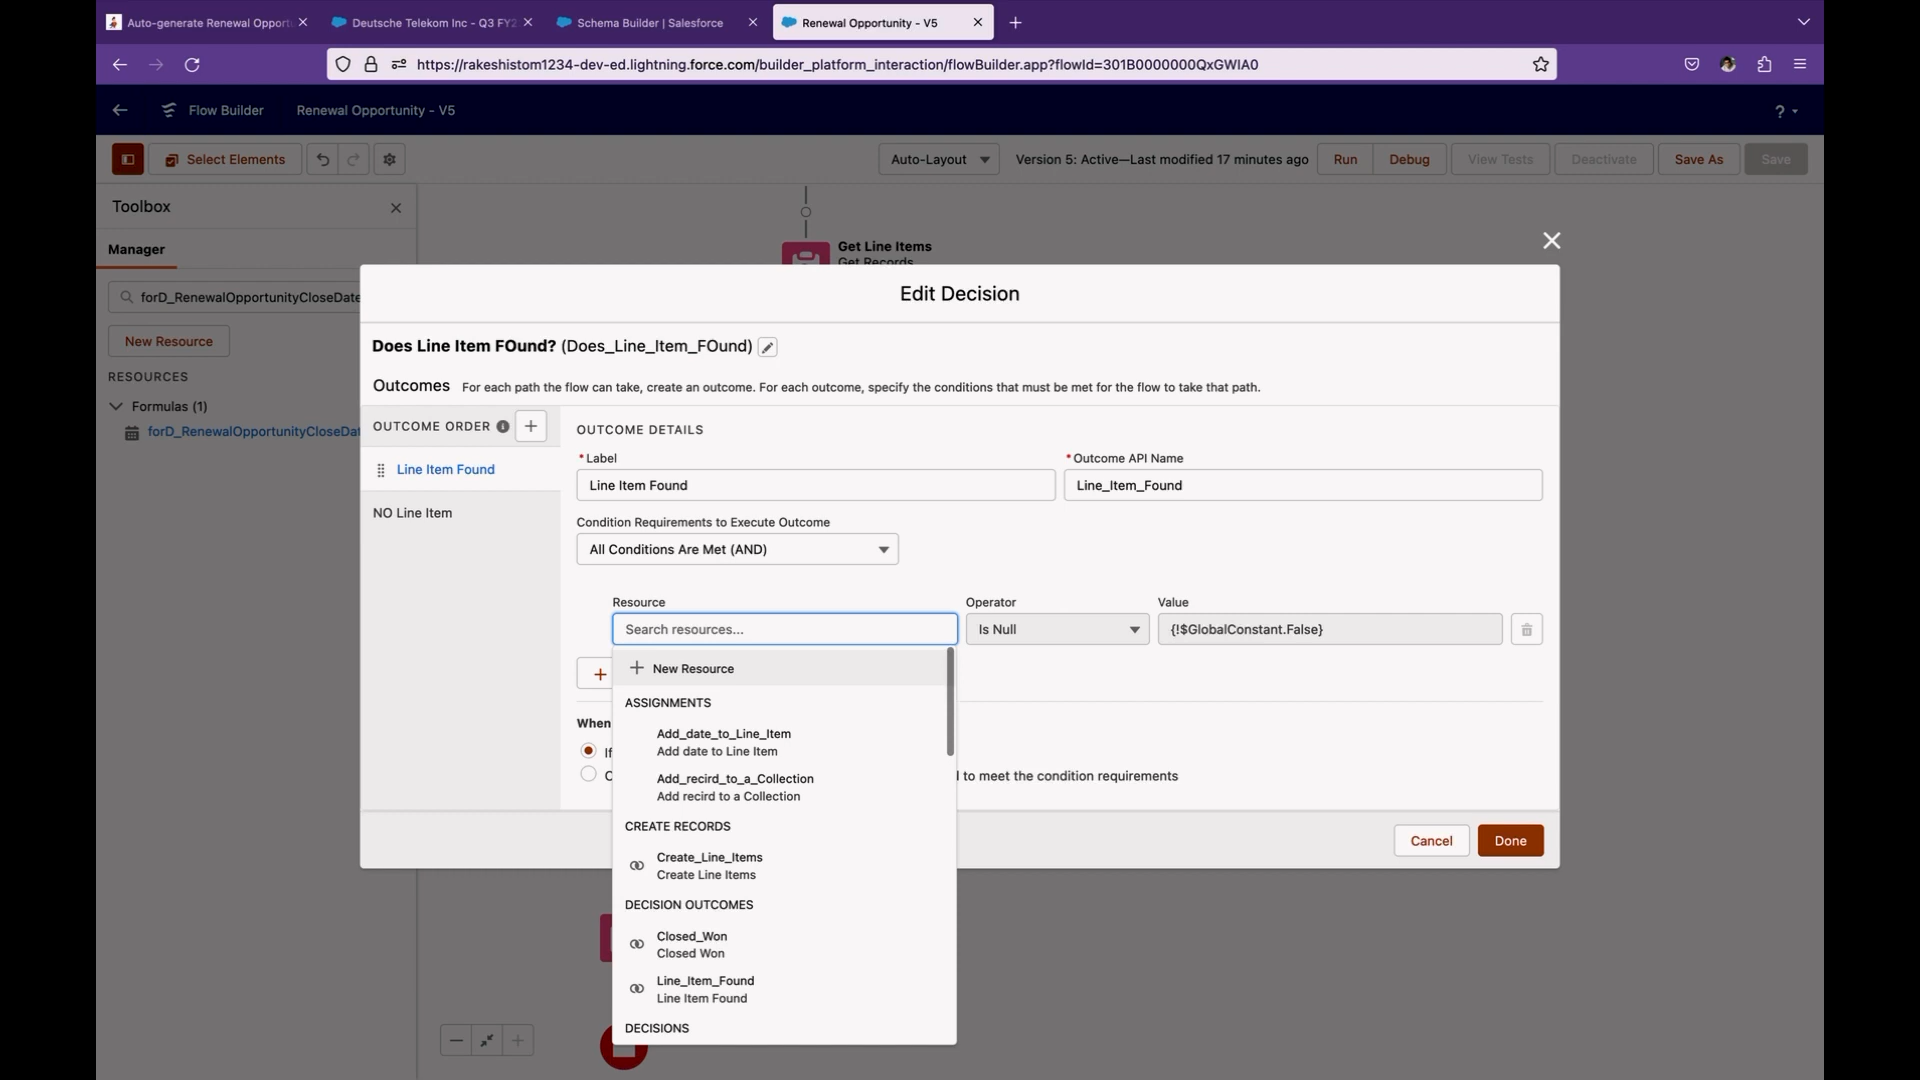 Auto-generate Renewal Opport
Deutsche Telekom Inc - Q3 FY2
Schema Builder | Salesforce
Renewal Opportunity - V5
https://rakeshistom1234-dev-ed.lightning.force.com/builder_platform_interaction/flowBuilder.app?flowId=301B0000000QxGWIA0
Flow Builder
Renewal Opportunity - V5
?
Select Elements
Auto-Layout
Version 5: Active—Last modified 17 minutes ago
Run
Debug
View Tests
Deactivate
Save As
Save
Toolbox
Manager
forD_RenewalOpportunityCloseDate
New Resource
RESOURCES
Formulas (1)
forD_RenewalOpportunityCloseDat
Get Line Items
Get Records
Edit Decision
Does Line Item FOund? (Does_Line_Item_FOund)
Outcomes For each path the flow can take, create an outcome. For each outcome, specify the conditions that must be met for the flow to take that path.
OUTCOME ORDER
Line Item Found
NO Line Item
OUTCOME DETAILS
* Label
Line Item Found
* Outcome API Name
Line_Item_Found
Condition Requirements to Execute Outcome
All Conditions Are Met (AND)
Resource
Search resources...
Operator
Is Null
Value
{!$GlobalConstant.False}
New Resource
ASSIGNMENTS
Add_date_to_Line_Item
Add date to Line Item
Add_recird_to_a_Collection
Add recird to a Collection
CREATE RECORDS
Create_Line_Items
Create Line Items
DECISION OUTCOMES
Closed_Won
Closed Won
Line_Item_Found
Line Item Found
DECISIONS
When
If
to meet the condition requirements
Cancel
Done